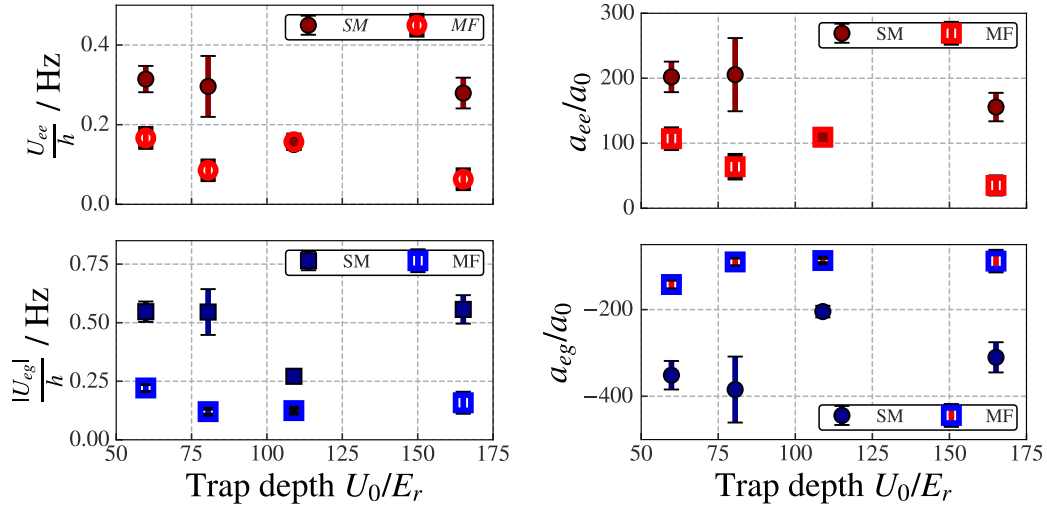 SM MF
U_ee/h / Hz
0.4
0.2
0.0
SM MF
a_ee/a_0
300
200
100
0
SM MF
|U_eg|/h / Hz
0.75
0.50
0.25
0.00
50 75 100 125 150 175
Trap depth U_0/E_r
a_eg/a_0
−200
−400
SM MF
50 75 100 125 150 175
Trap depth U_0/E_r